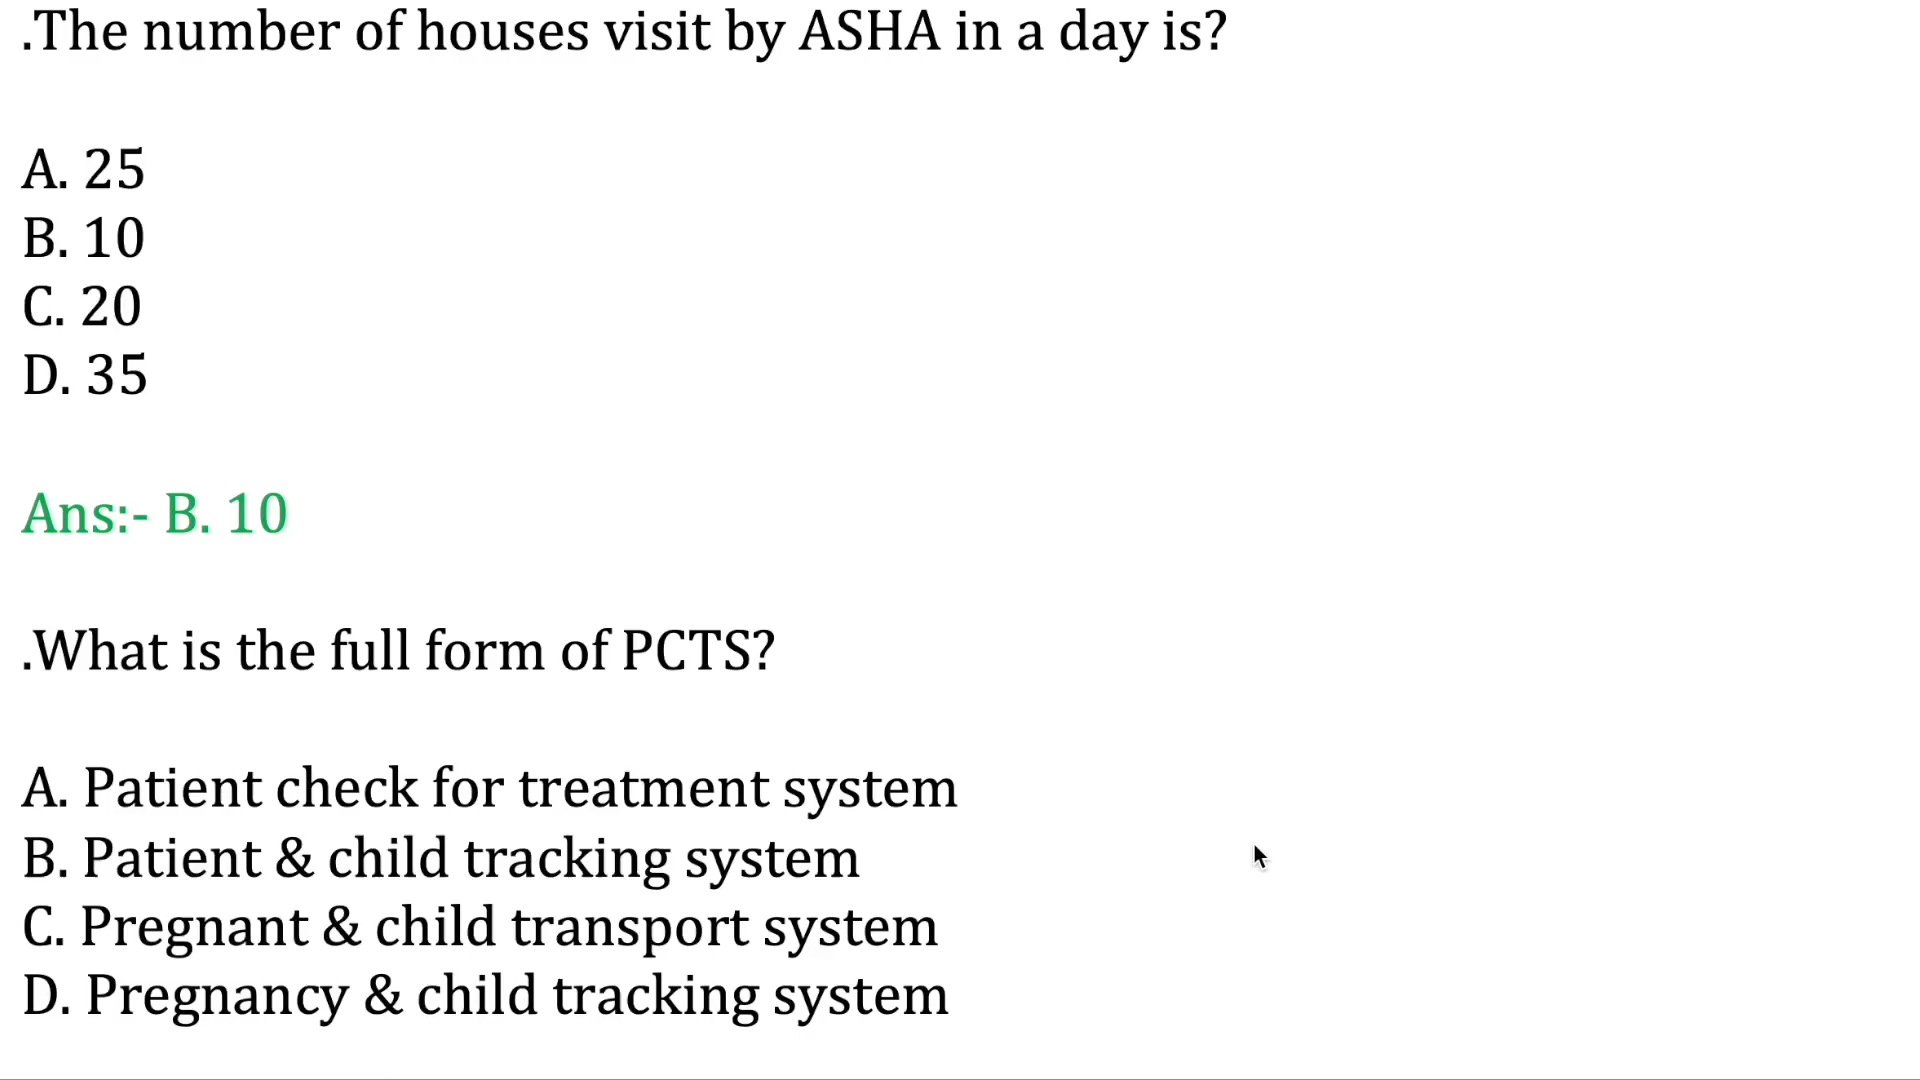 .The number of houses visit by ASHA in a day is?
A. 25
B. 10
C. 20
D. 35
Ans:- B. 10
.What is the full form of PCTS?
A. Patient check for treatment system
B. Patient & child tracking system
C. Pregnant & child transport system
D. Pregnancy & child tracking system